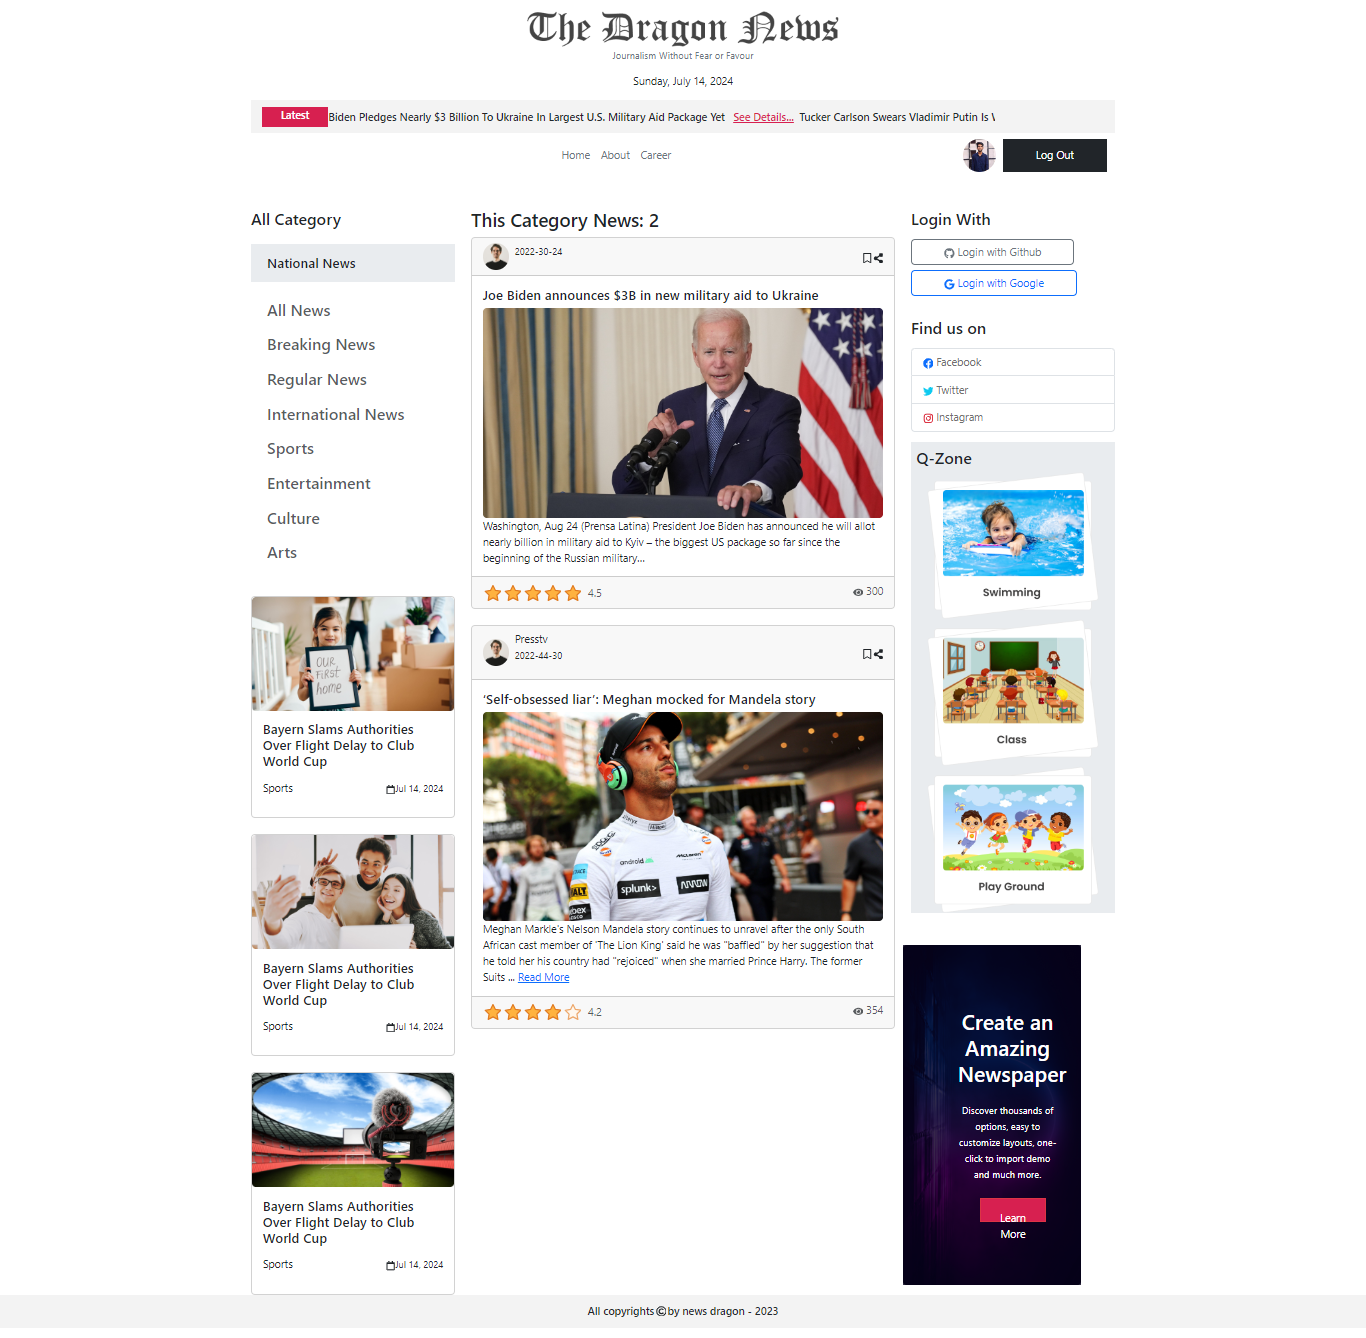 The Dragon News
Journalism Without Fear or Favour
Sunday, July 14, 2024
Latest
Biden Pledges Nearly $3 Billion To Ukraine In Largest U.S. Military Aid Package Yet See Details... Tucker Carlson Swears Vladimir Putin Is
Home About Career
Log Out
All Category
National News
All News
Breaking News
Regular News
International News
Sports
Entertainment
Culture
Arts
OUR
FIRST
home
Bayern Slams Authorities
Over Flight Delay to Club
World Cup
Sports Jul 14, 2024
Bayern Slams Authorities
Over Flight Delay to Club
World Cup
Sports Jul 14, 2024
Bayern Slams Authorities
Over Flight Delay to Club
World Cup
Sports Jul 14, 2024
This Category News: 2
2022-30-24
Joe Biden announces $3B in new military aid to Ukraine
Washington, Aug 24 (Prensa Latina) President Joe Biden has announced he will allot
nearly billion in military aid to Kyiv – the biggest US package so far since the
beginning of the Russian military...
4.5 300
Presstv
2022-44-30
‘Self-obsessed liar’: Meghan mocked for Mandela story
android
McLaren
splunk>
ARROW
Meghan Markle's Nelson Mandela story continues to unravel after the only South
African cast member of 'The Lion King' said he was "baffled" by her suggestion that
he told her his country had "rejoiced" when she married Prince Harry. The former
Suits ... Read More
4.2 354
Login With
Login with Github
Login with Google
Find us on
Facebook
Twitter
Instagram
Q-Zone
Swimming
Class
Play Ground
Create an
Amazing
Newspaper
Discover thousands of
options, easy to
customize layouts, one-
click to import demo
and much more.
Learn
More
All copyrights © by news dragon - 2023